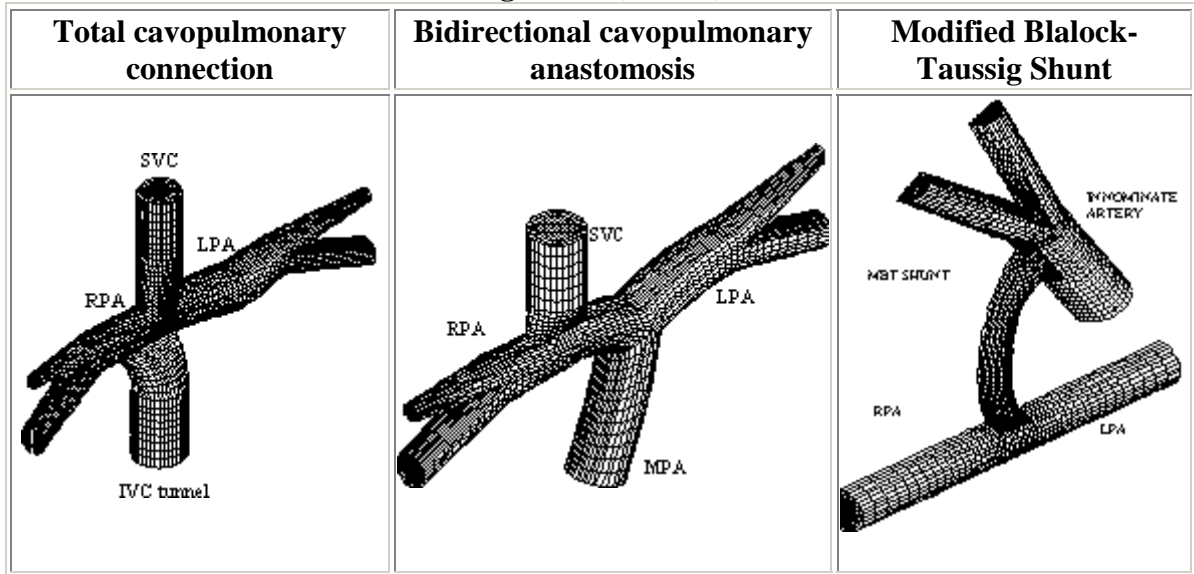 Total cavopulmonary
connection
Bidirectional cavopulmonary
anastomosis
Modified Blalock-
Taussig Shunt
SVC
LPA
RPA
IVC tunnel
SVC
LPA
RPA
MPA
INNOMINATE
ARTERY
MBT SHUNT
RPA
LPA